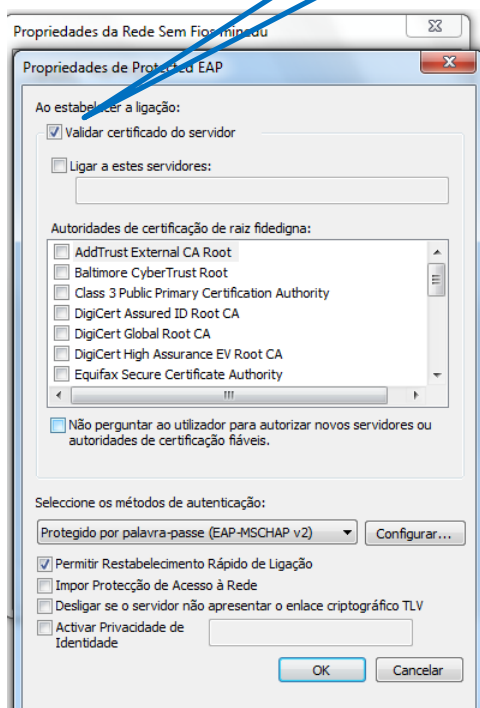 Propriedades da Rede Sem Fios minedu
Propriedades de Protected EAP
Ao estabelecer a ligação:
Validar certificado do servidor
Ligar a estes servidores:
Autoridades de certificação de raiz fidedigna:
AddTrust External CA Root
Baltimore CyberTrust Root
Class 3 Public Primary Certification Authority
DigiCert Assured ID Root CA
DigiCert Global Root CA
DigiCert High Assurance EV Root CA
Equifax Secure Certificate Authority
Não perguntar ao utilizador para autorizar novos servidores ou
autoridades de certificação fiáveis.
Seleccione os métodos de autenticação:
Protegido por palavra-passe (EAP-MSCHAP v2) Configurar...
Permitir Restabelecimento Rápido de Ligação
Impor Protecção de Acesso à Rede
Desligar se o servidor não apresentar o enlace criptográfico TLV
Activar Privacidade de
Identidade
OK Cancelar